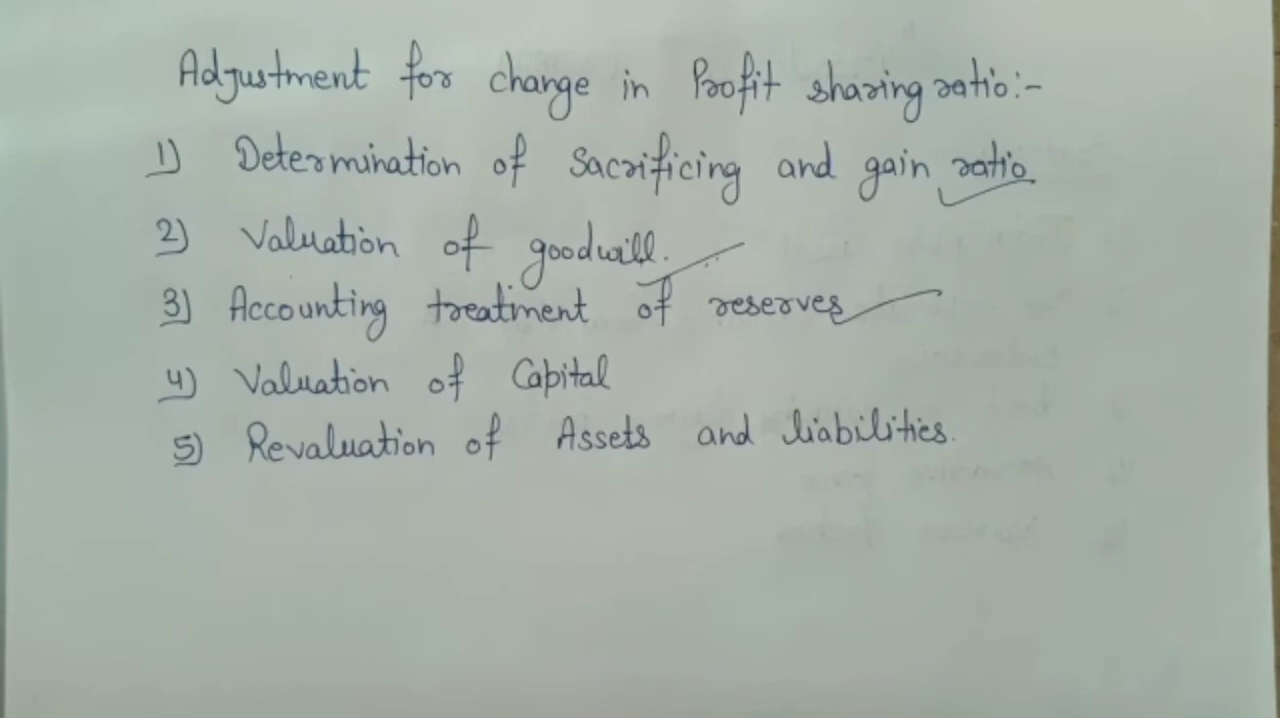 Adjustment for change in Profit sharing ratio:-
1) Determination of Sacrificing and gain ratio
2) Valuation of goodwill.
3) Accounting treatment of reserves
4) Valuation of Capital
5) Revaluation of Assets and liabilities.